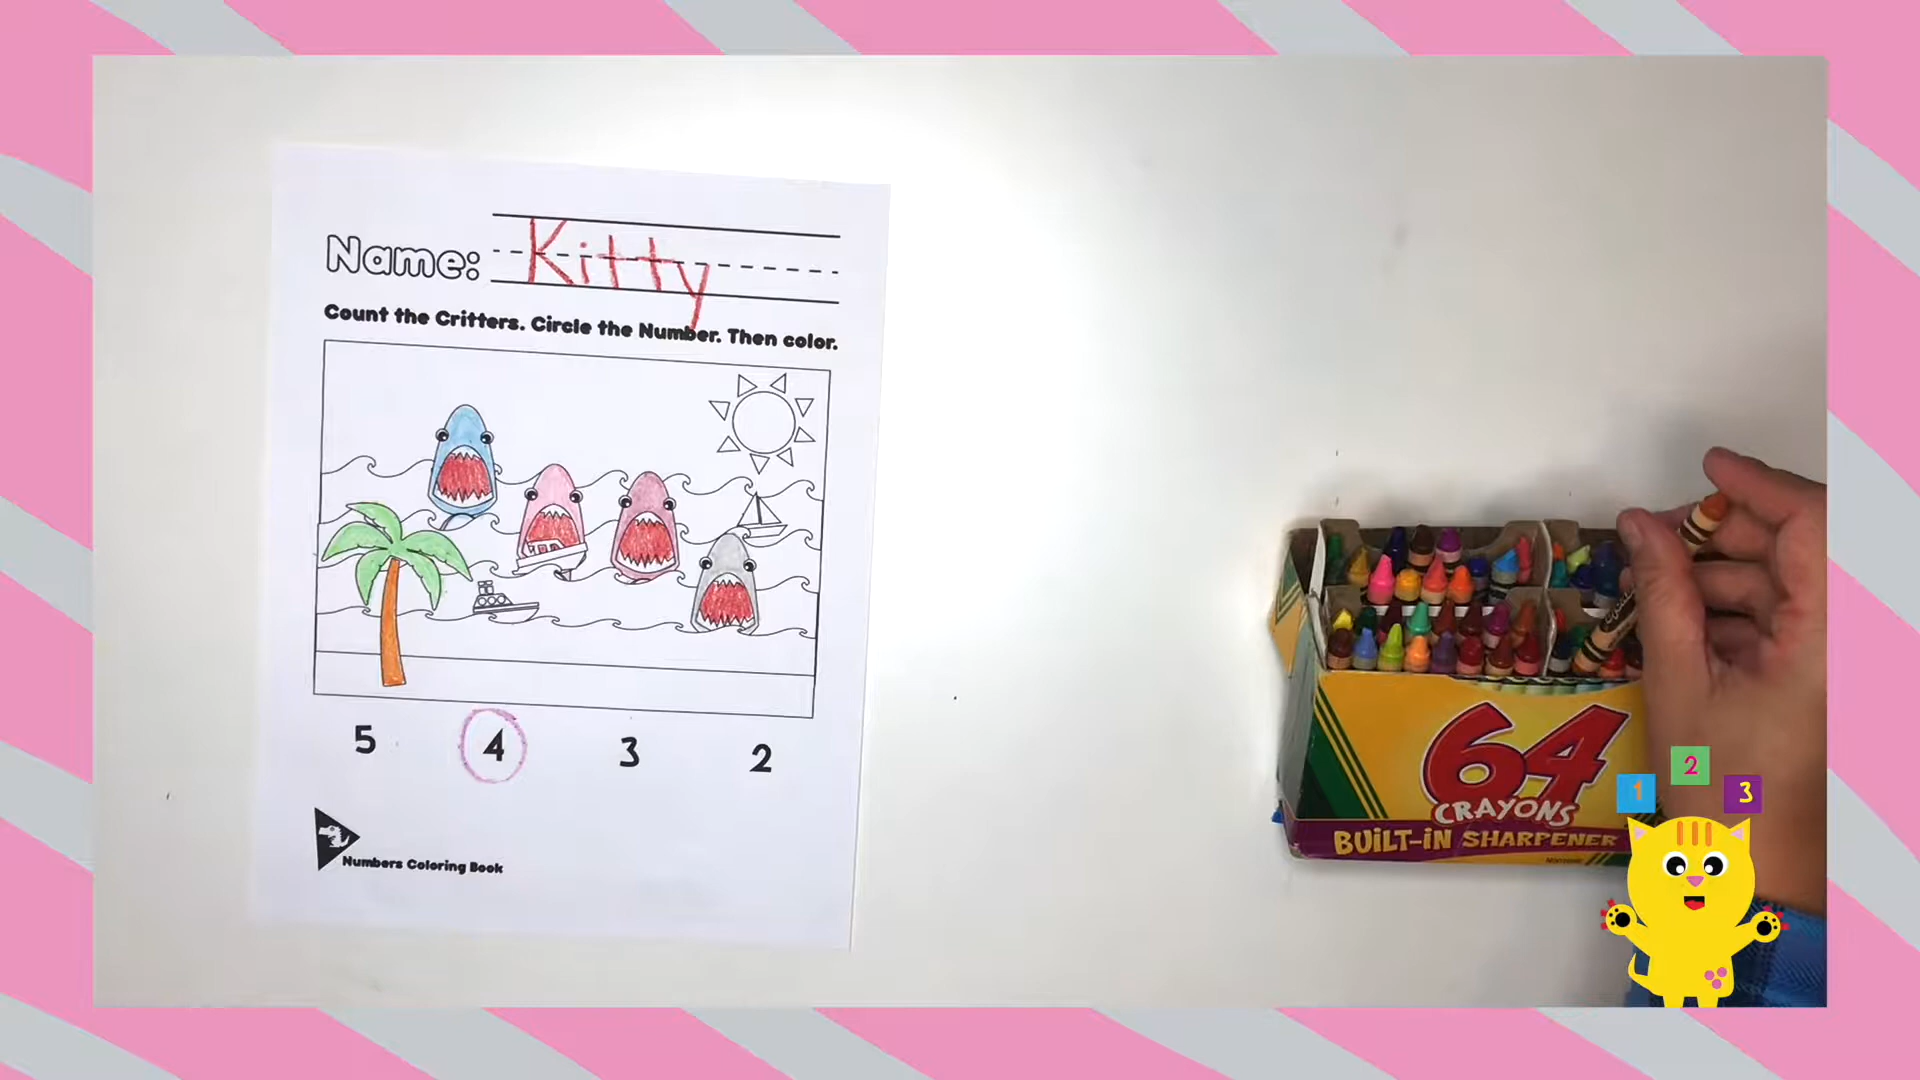 Name: Kitty
Count the Critters. Circle the Number. Then color.
5 4 3 2
Numbers Coloring Book
64
CRAYONS
BUILT-IN SHARPENER
1 2 3